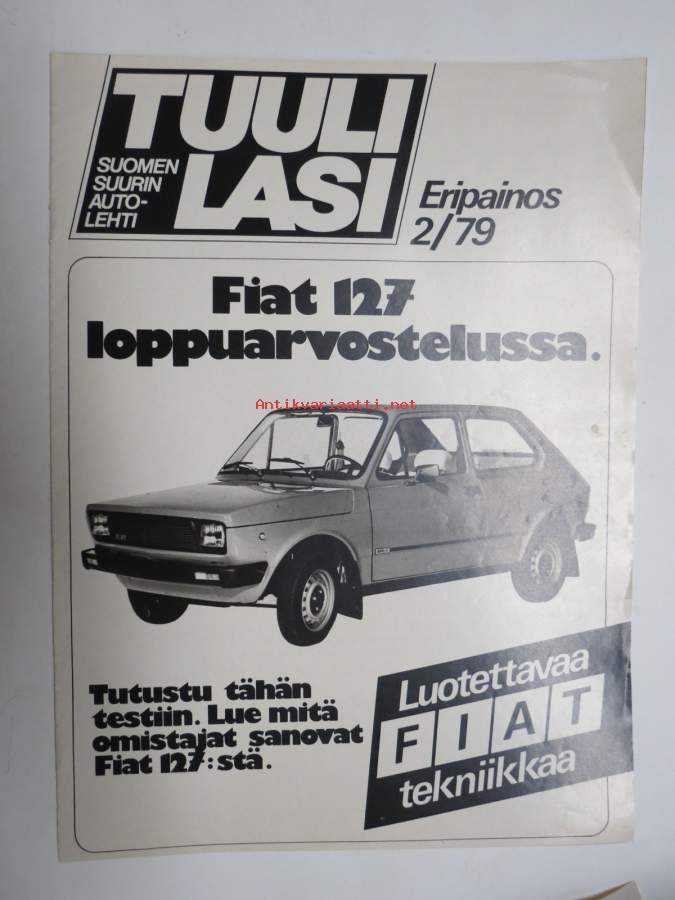 TUULI
LASI
SUOMEN
SUURIN
AUTO-
LEHTI
Eripainos
2/79
Fiat 127
loppuarvostelussa.
Antikvariaatti.net
Tutustu tähän
testiin. Lue mitä
omistajat sanovat
Fiat 127:stä.
Luotettavaa
FIAT
tekniikkaa